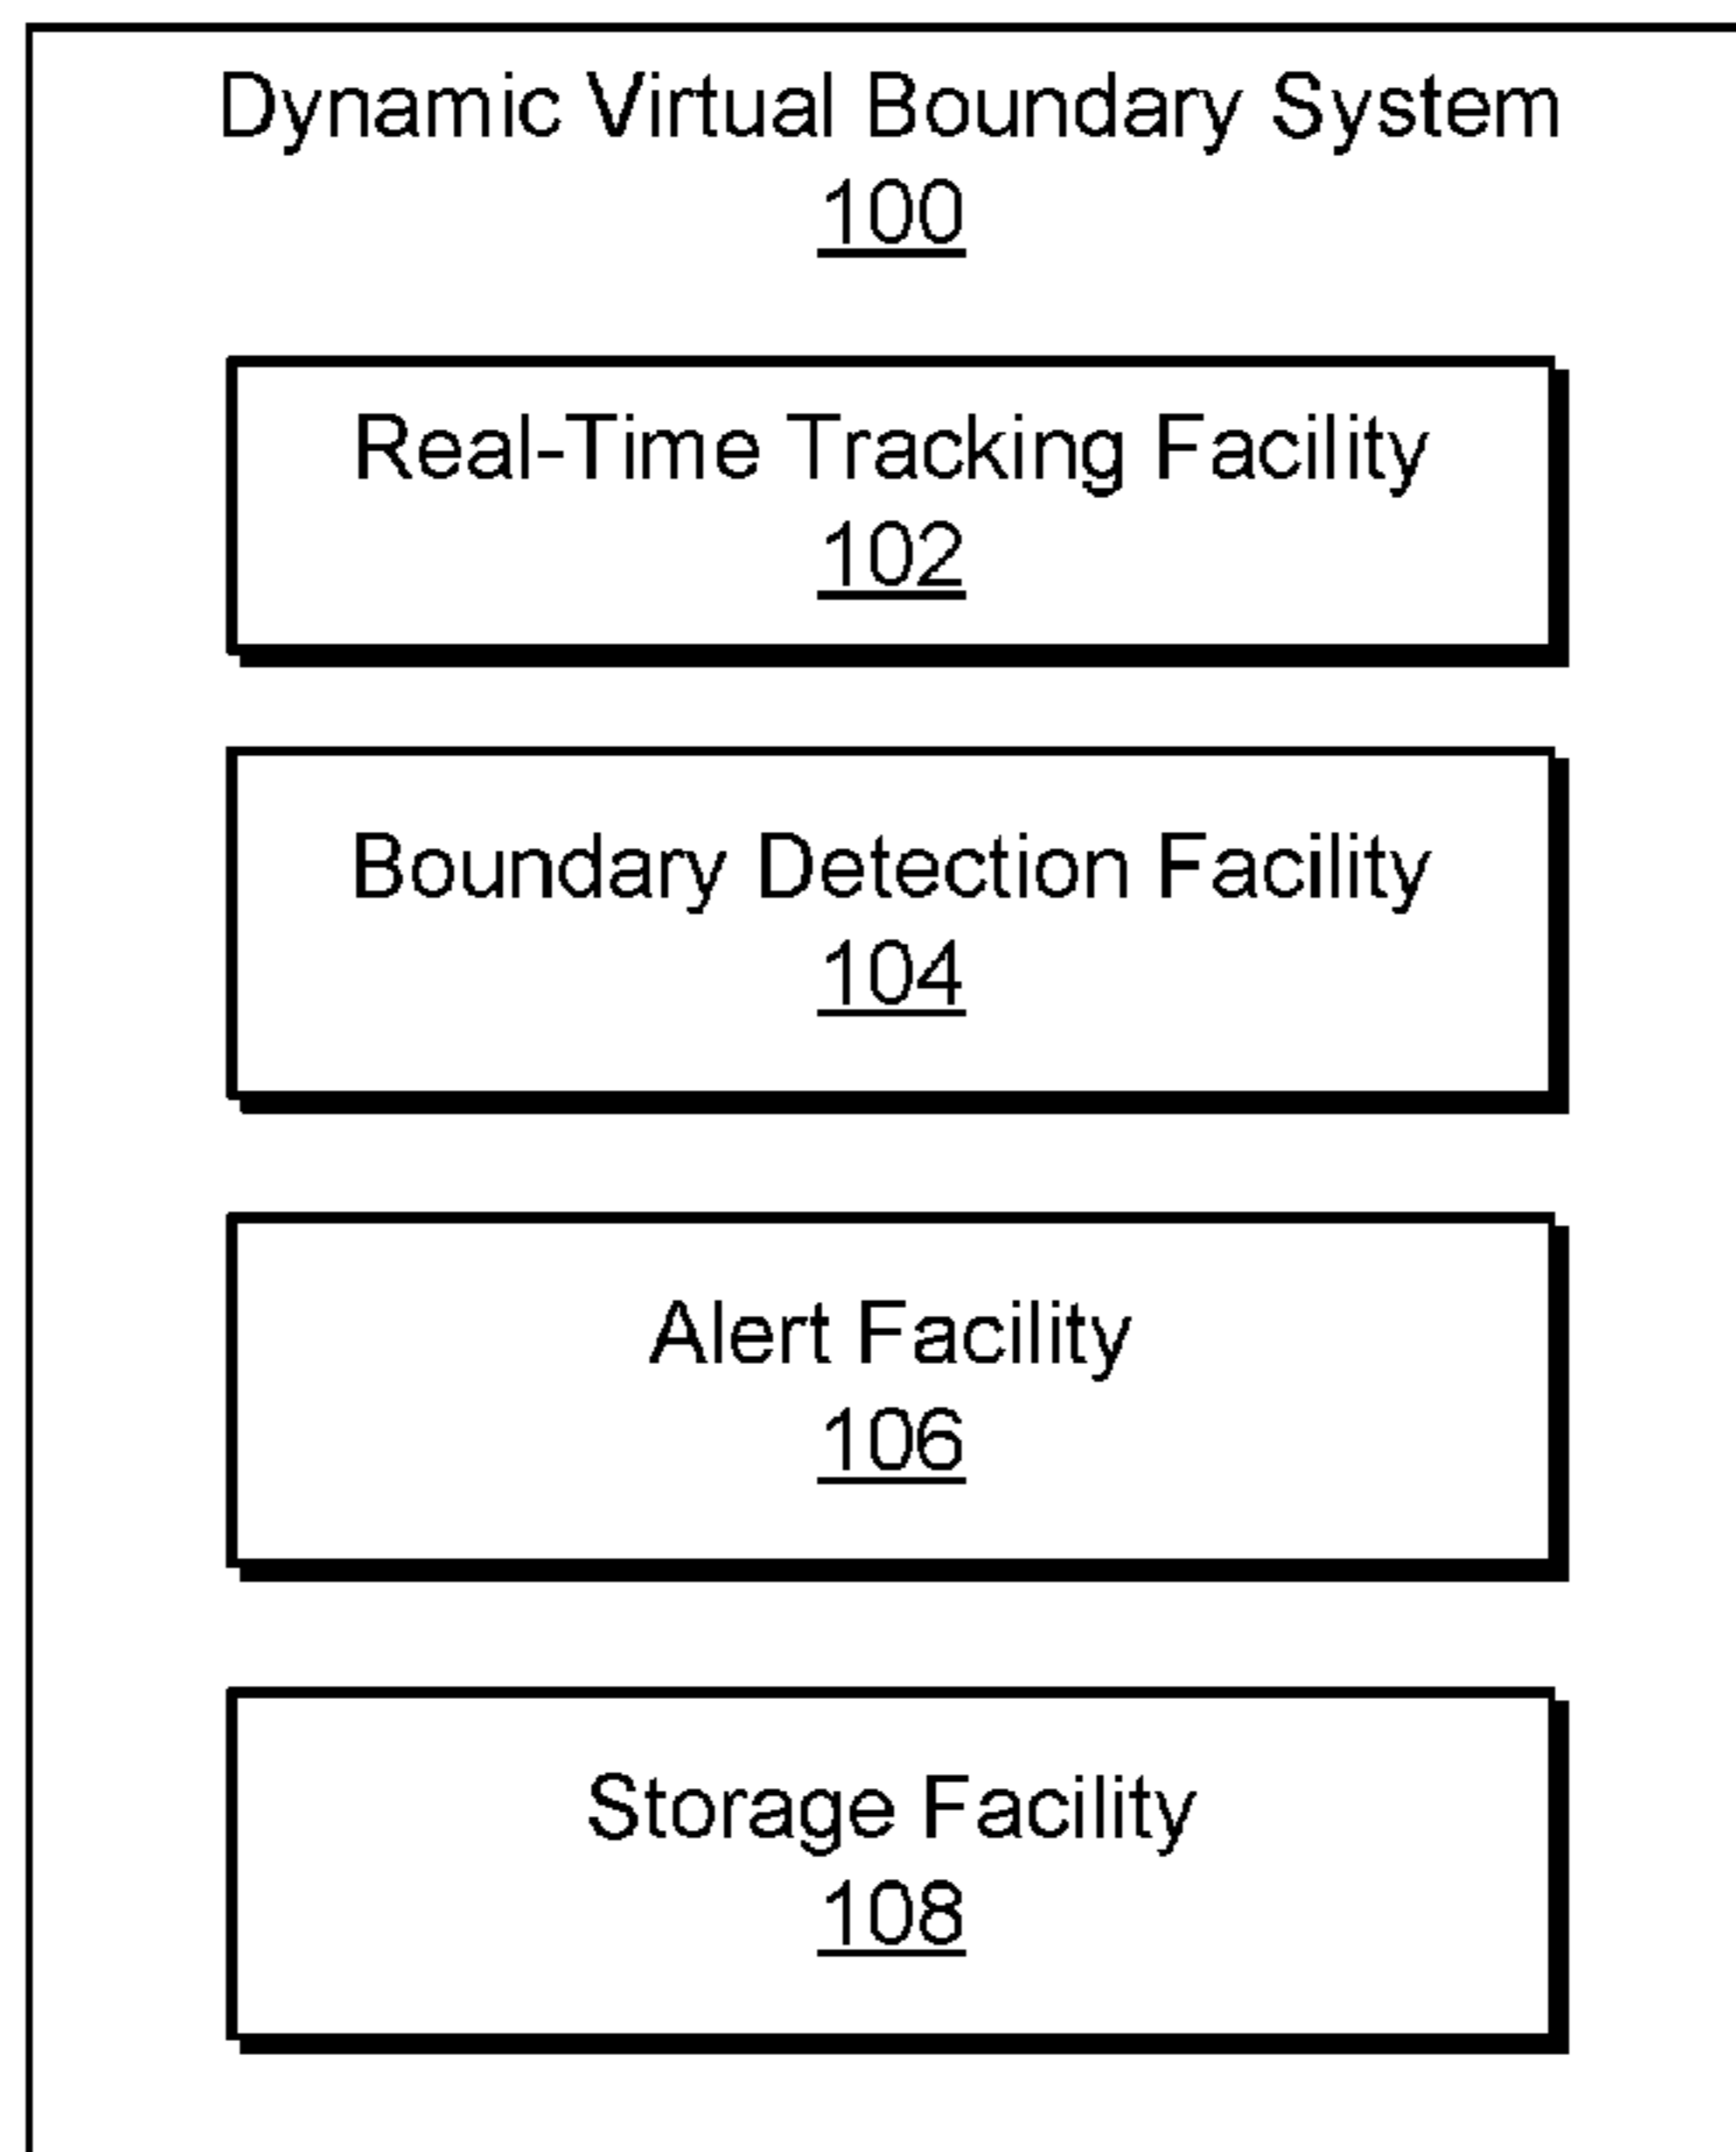 Dynamic Virtual Boundary System
100
Real-Time Tracking Facility
102
Boundary Detection Facility
104
Alert Facility
106
Storage Facility
108